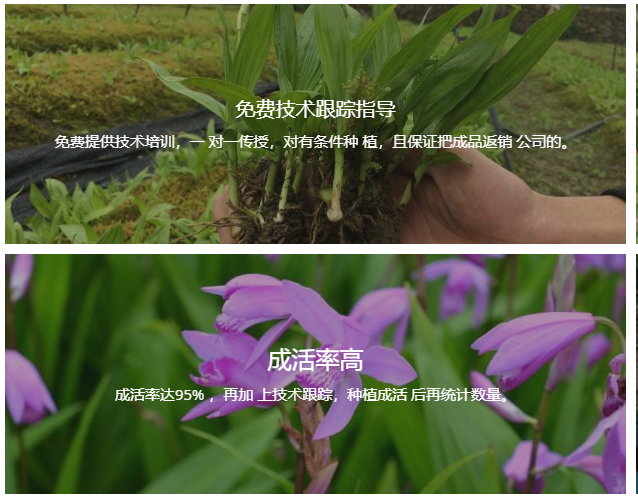 免费技术跟踪指导
免费提供技术培训，一 对一传授，对有条件种 植，且保证把成品返销 公司的。
成活率高
成活率达95% ，再加 上技术跟踪，种植成活 后再统计数量。